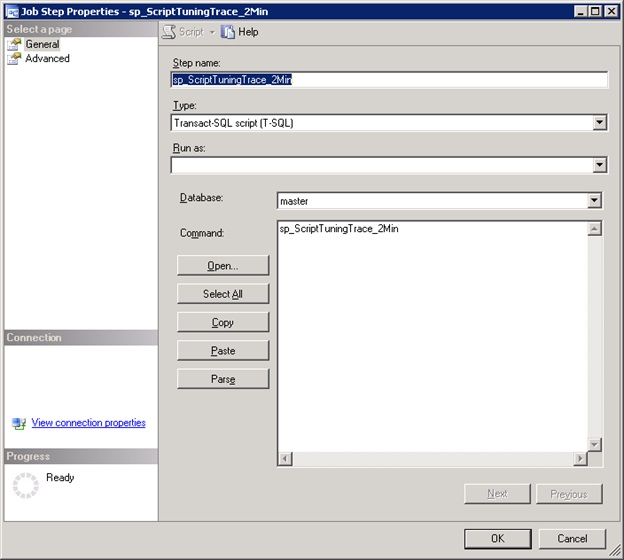 Job Step Properties - sp_ScriptTuningTrace_2Min
Select a page
General
Advanced
Script
Help
Step name:
sp_ScriptTuningTrace_2Min
Type:
Transact-SQL script (T-SQL)
Run as:
Database:
master
Command:
sp_ScriptTuningTrace_2Min
Open...
Select All
Copy
Paste
Parse
Connection
View connection properties
Progress
Ready
Next
Previous
OK
Cancel